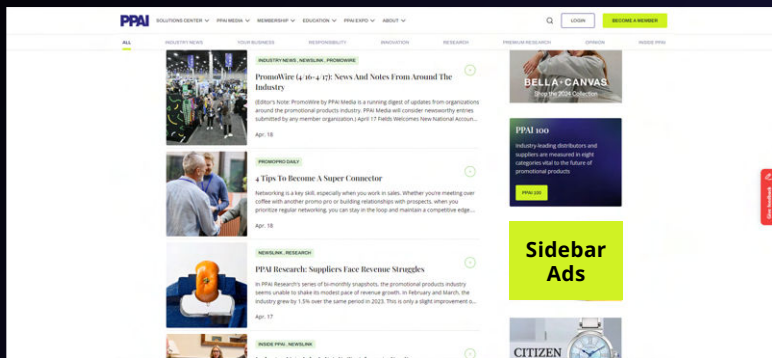 PPAI SOLUTIONS CENTER PPAI MEDIA MEMBERSHIP EDUCATION PPAI EXPO ABOUT LOGIN BECOME A MEMBER
ALL INDUSTRY NEWS YOUR BUSINESS RESPONSIBILITY INNOVATION RESEARCH PREMIUM RESEARCH OPINION INSIDE PPAI
INDUSTRY NEWS, NEWSLINK, PROMOWIRE
PromoWire (4/16-4/17): News And Notes From Around The
Industry
(Editor's Note: PromoWire by PPAI Media is a running digest of updates from organizations
around the promotional products industry. PPAI Media will consider newsworthy entries
submitted by any member organization.) April 17 Fields Welcomes New National Accoun...
Apr. 18
PROMOPRO DAILY
4 Tips To Become A Super Connector
Networking is a key skill, especially when you work in sales. Whether you're meeting over
coffee with another promo pro or building relationships with prospects, when you
prioritize regular networking, you can stay in the loop and maintain a competitive edge...
Apr. 18
NEWSLINK, RESEARCH
PPAI Research: Suppliers Face Revenue Struggles
In PPAI Research's series of bi-monthly snapshots, the promotional products industry
seems unable to shake its modest pace of revenue growth. In February and March, the
industry grew by 1.5% over the same period in 2023. This is only a slight improvement o...
Apr. 17
INSIDE PPAI, NEWSLINK
BELLA+CANVAS
Shop the 2024 Collection
PPAI 100
Industry-leading distributors and
suppliers are measured in eight
categories vital to the future of
promotional products
PPAI 100
Sidebar
Ads
CITIZEN
Give Feedback